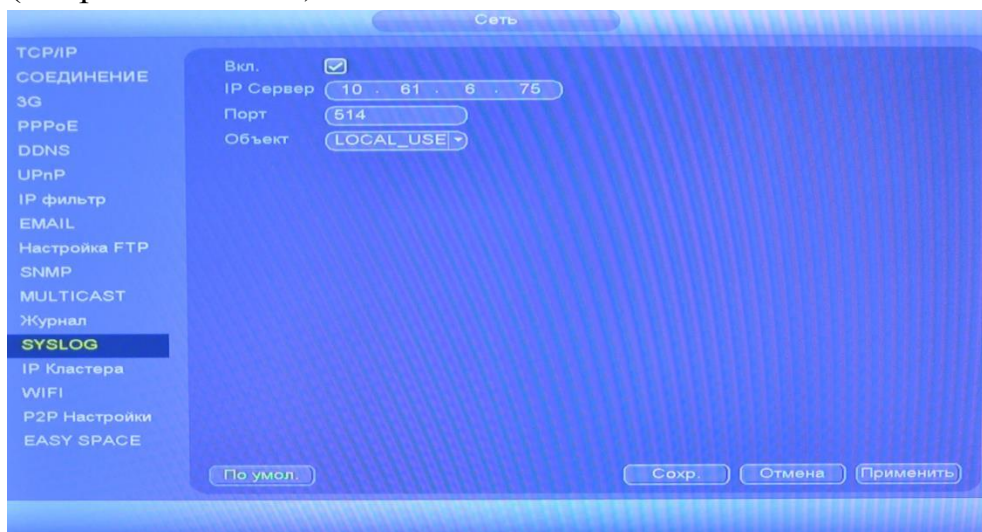 Сеть
TCP/IP
СОЕДИНЕНИЕ
3G
PPPoE
DDNS
UPnP
IP фильтр
EMAIL
Настройка FTP
SNMP
MULTICAST
Журнал
SYSLOG
IP Кластера
WIFI
P2P Настройки
EASY SPACE
Вкл.
IP Сервер 10 . 61 . 6 . 75
Порт 514
Объект LOCAL_USE
По умол. Сохр. Отмена Применить